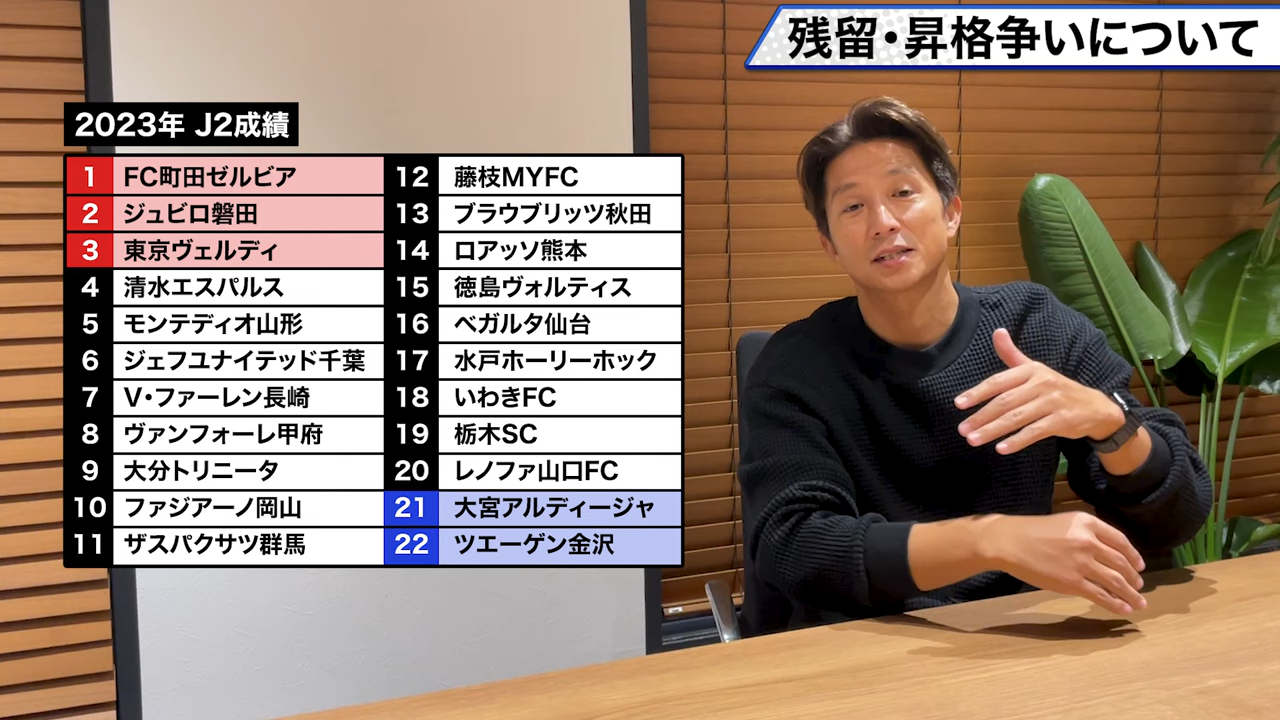 残留・昇格争いについて
2023年 J2成績
1 FC町田ゼルビア
2 ジュビロ磐田
3 東京ヴェルディ
4 清水エスパルス
5 モンテディオ山形
6 ジェフユナイテッド千葉
7 V・ファーレン長崎
8 ヴァンフォーレ甲府
9 大分トリニータ
10 ファジアーノ岡山
11 ザスパクサツ群馬
12 藤枝MYFC
13 ブラウブリッツ秋田
14 ロアッソ熊本
15 徳島ヴォルティス
16 ベガルタ仙台
17 水戸ホーリーホック
18 いわきFC
19 栃木SC
20 レノファ山口FC
21 大宮アルディージャ
22 ツエーゲン金沢